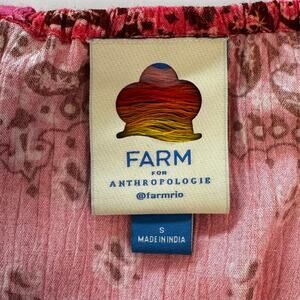 FARM
FOR
ANTHROPOLOGIE
@farmrio
S
MADE IN INDIA